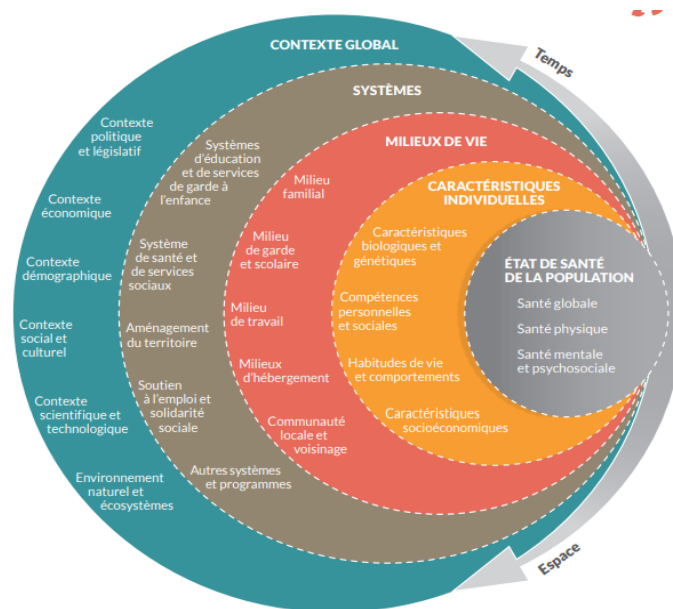 CONTEXTE GLOBAL
Temps
SYSTÈMES
MILIEUX DE VIE
CARACTÉRISTIQUES
INDIVIDUELLES
ÉTAT DE SANTÉ
DE LA POPULATION
Santé globale
Santé physique
Santé mentale
et psychosociale
Contexte
politique
et législatif
Contexte
économique
Contexte
démographique
Contexte
social et
culturel
Contexte
scientifique et
technologique
Environnement
naturel et
écosystèmes
Systèmes
d'éducation
et de services
de garde à
l'enfance
Système
de santé et
de services
sociaux
Aménagement
du territoire
Soutien
à l'emploi et
solidarité
sociale
Autres systèmes
et programmes
Milieu
familial
Milieu
de garde
et scolaire
Milieu
de travail
Milieux
d'hébergement
Communauté
locale et
voisinage
Caractéristiques
biologiques et
génétiques
Compétences
personnelles
et sociales
Habitudes de vie
et comportements
Caractéristiques
socioéconomiques
Espace